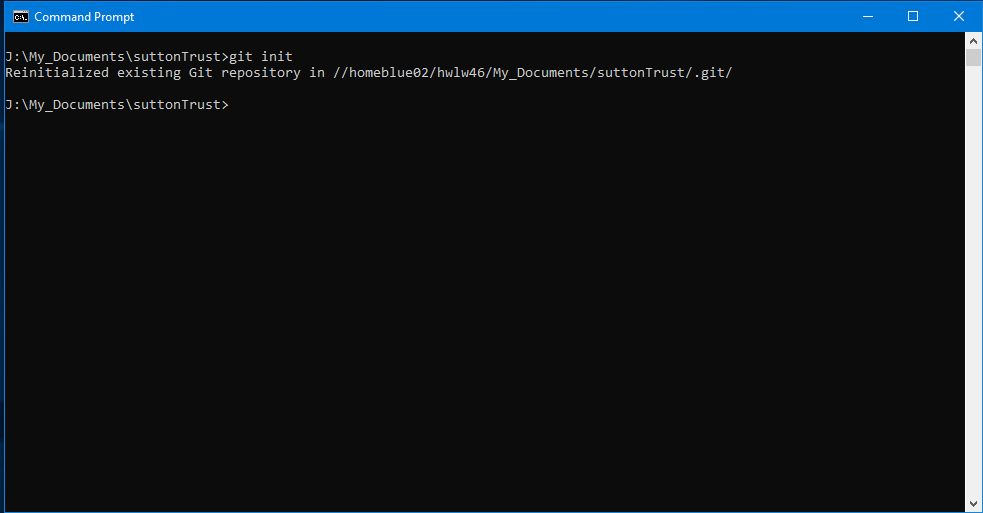 Command Prompt
J:\My_Documents\suttonTrust>git init
Reinitialized existing Git repository in //homeblue02/hwlw46/My_Documents/suttonTrust/.git/
J:\My_Documents\suttonTrust>